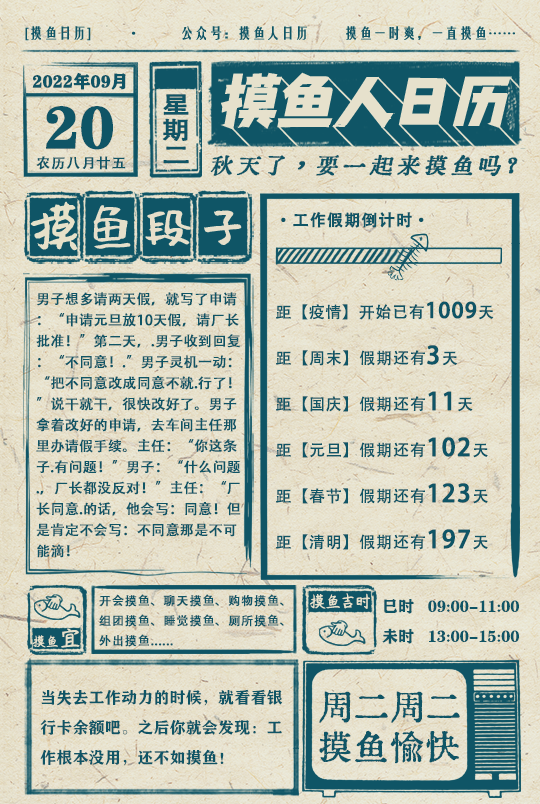 [摸鱼日历] · 公众号：摸鱼人日历 摸鱼一时爽，一直摸鱼……
2022年09月
20
农历八月廿五
星期二
摸鱼人日历
秋天了，要一起来摸鱼吗？
摸鱼段子
男子想多请两天假，就写了申请
：“申请元旦放10天假，请厂长
批准！”第二天，.男子收到回复
：“不同意！.”男子灵机一动：
“把不同意改成同意不就.行了！
”说干就干，很快改好了。男子
拿着改好的申请，去车间主任那
里办请假手续。主任：“你这条
子.有问题！”男子：“什么问题
.，厂长都没反对！”主任：“厂
长同意.的话，他会写：同意！但
是肯定不会写：不同意那是不可
能滴！
·工作假期倒计时·
距【疫情】开始已有1009天
距【周末】假期还有3天
距【国庆】假期还有11天
距【元旦】假期还有102天
距【春节】假期还有123天
距【清明】假期还有197天
摸鱼宜
开会摸鱼、聊天摸鱼、购物摸鱼、
组团摸鱼、睡觉摸鱼、厕所摸鱼、
外出摸鱼……
摸鱼吉时
巳时 09:00-11:00
未时 13:00-15:00
当失去工作动力的时候，就看看银
行卡余额吧。之后你就会发现：工
作根本没用，还不如摸鱼！
周二周二
摸鱼愉快